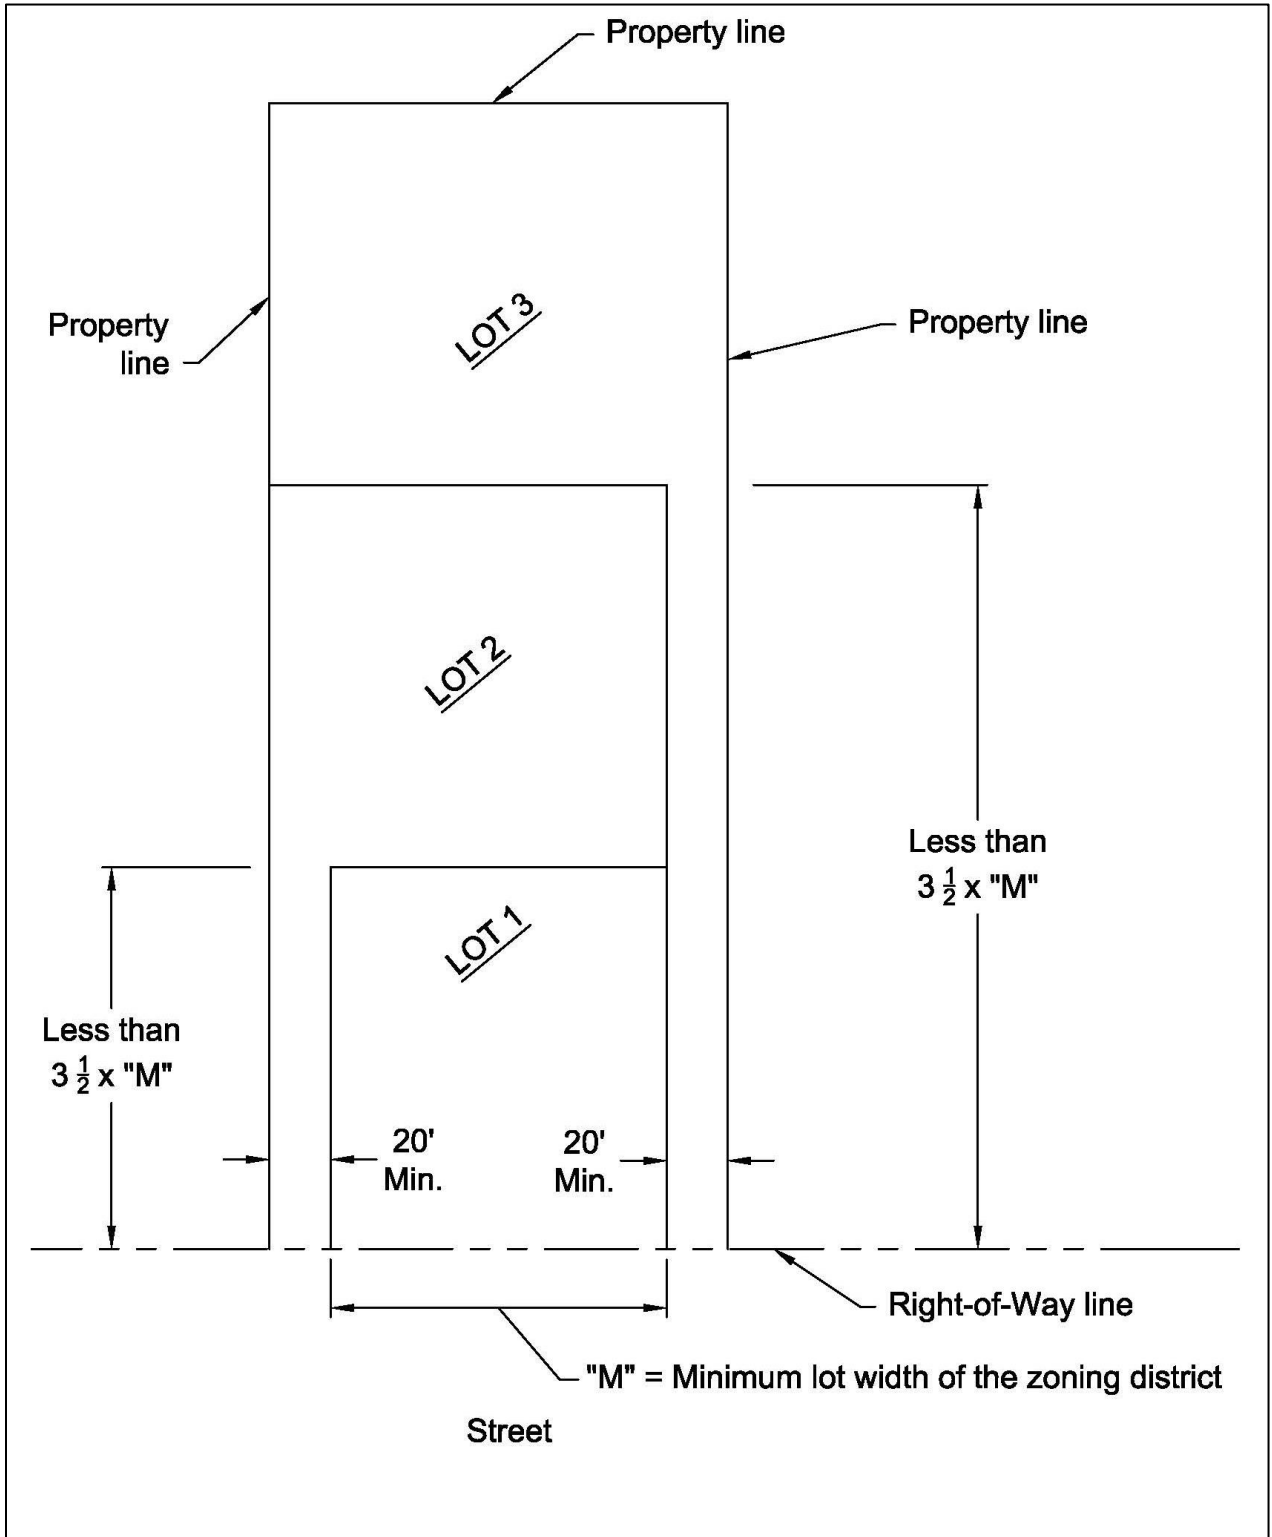 Property line
Property
line
Property line
LOT 3
LOT 2
Less than
3 1/2 x "M"
LOT 1
Less than
3 1/2 x "M"
20'
Min.
20'
Min.
Right-of-Way line
"M" = Minimum lot width of the zoning district
Street